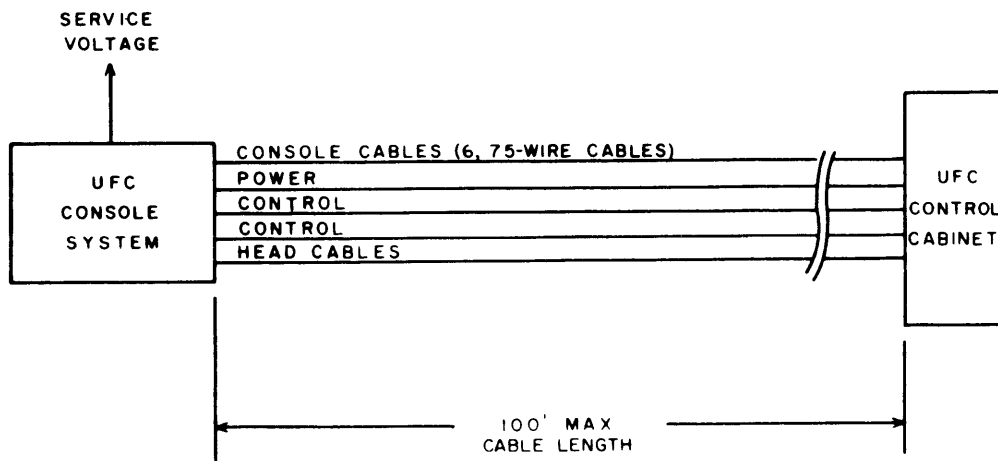 SERVICE
VOLTAGE
UFC
CONSOLE
SYSTEM
CONSOLE CABLES (6, 75-WIRE CABLES)
POWER
CONTROL
CONTROL
HEAD CABLES
UFC
CONTROL
CABINET
100' MAX
CABLE LENGTH